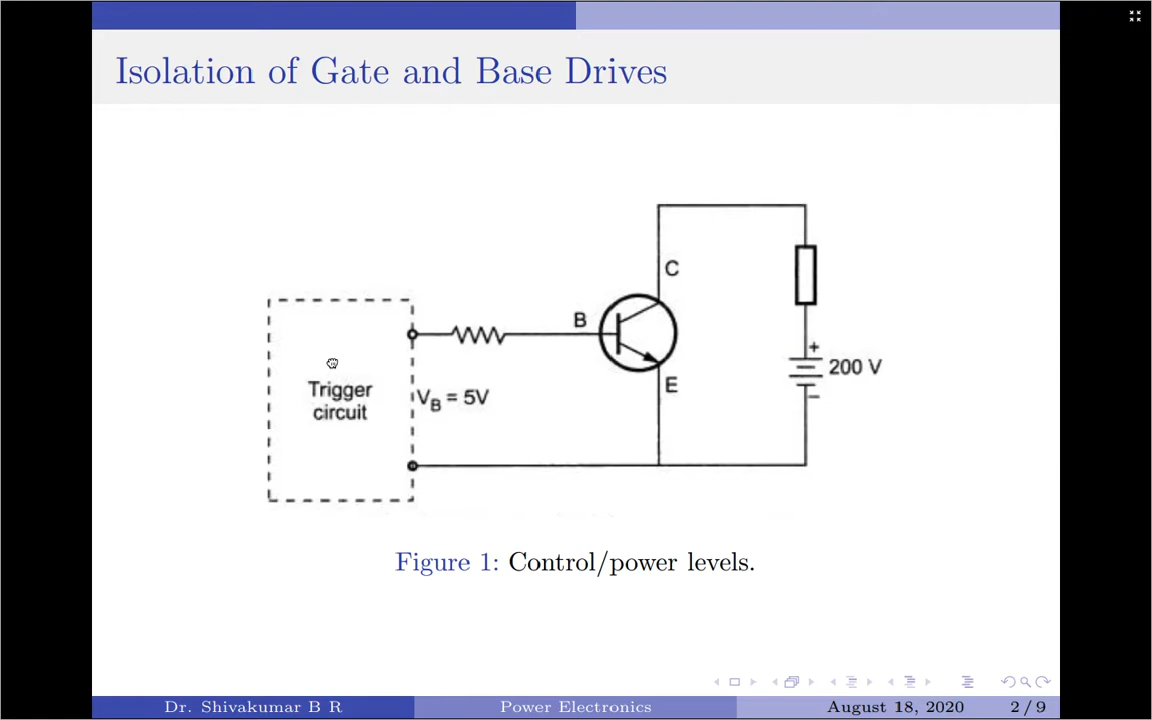 Isolation of Gate and Base Drives
C
B
+
200 V
Trigger
circuit
V_B = 5V
E
−
Figure 1: Control/power levels.
Dr. Shivakumar B R
Power Electronics
August 18, 2020
2 / 9